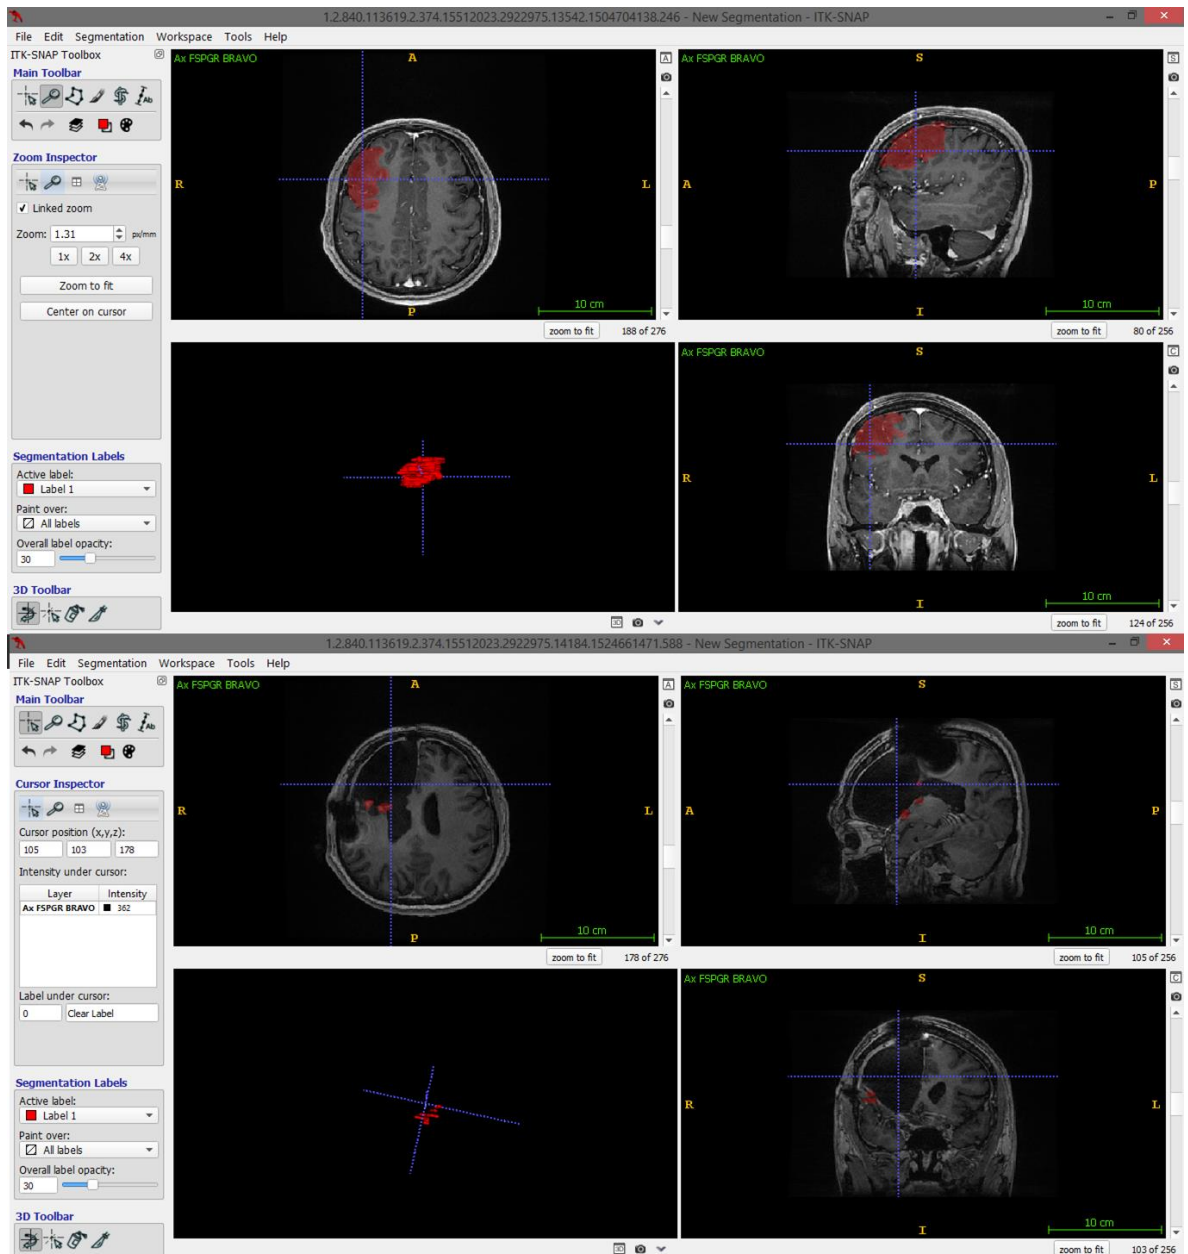 1.2.840.113619.2.374.15512023.2922975.13542.1504704138.246 - New Segmentation - ITK-SNAP
File Edit Segmentation Workspace Tools Help
ITK-SNAP Toolbox
Main Toolbar
Zoom Inspector
Linked zoom
Zoom: 1.31 px/mm
1x 2x 4x
Zoom to fit
Center on cursor
Segmentation Labels
Active label:
Label 1
Paint over:
All labels
Overall label opacity:
30
3D Toolbar
Ax FSPGR BRAVO
A
R
L
P
10 cm
A
zoom to fit 188 of 276
S
A
P
I
10 cm
S
zoom to fit 80 of 256
3D
Ax FSPGR BRAVO
S
R
L
I
10 cm
C
zoom to fit 124 of 256
1.2.840.113619.2.374.15512023.2922975.14184.1524661471.588 - New Segmentation - ITK-SNAP
File Edit Segmentation Workspace Tools Help
ITK-SNAP Toolbox
Main Toolbar
Cursor Inspector
Cursor position (x,y,z):
105 103 178
Intensity under cursor:
Layer Intensity
Ax FSPGR BRAVO 362
Label under cursor:
0 Clear Label
Segmentation Labels
Active label:
Label 1
Paint over:
All labels
Overall label opacity:
30
3D Toolbar
Ax FSPGR BRAVO
A
R
L
P
10 cm
A
zoom to fit 178 of 276
Ax FSPGR BRAVO
S
A
P
I
10 cm
S
zoom to fit 105 of 256
3D
Ax FSPGR BRAVO
S
R
L
I
10 cm
C
zoom to fit 103 of 256